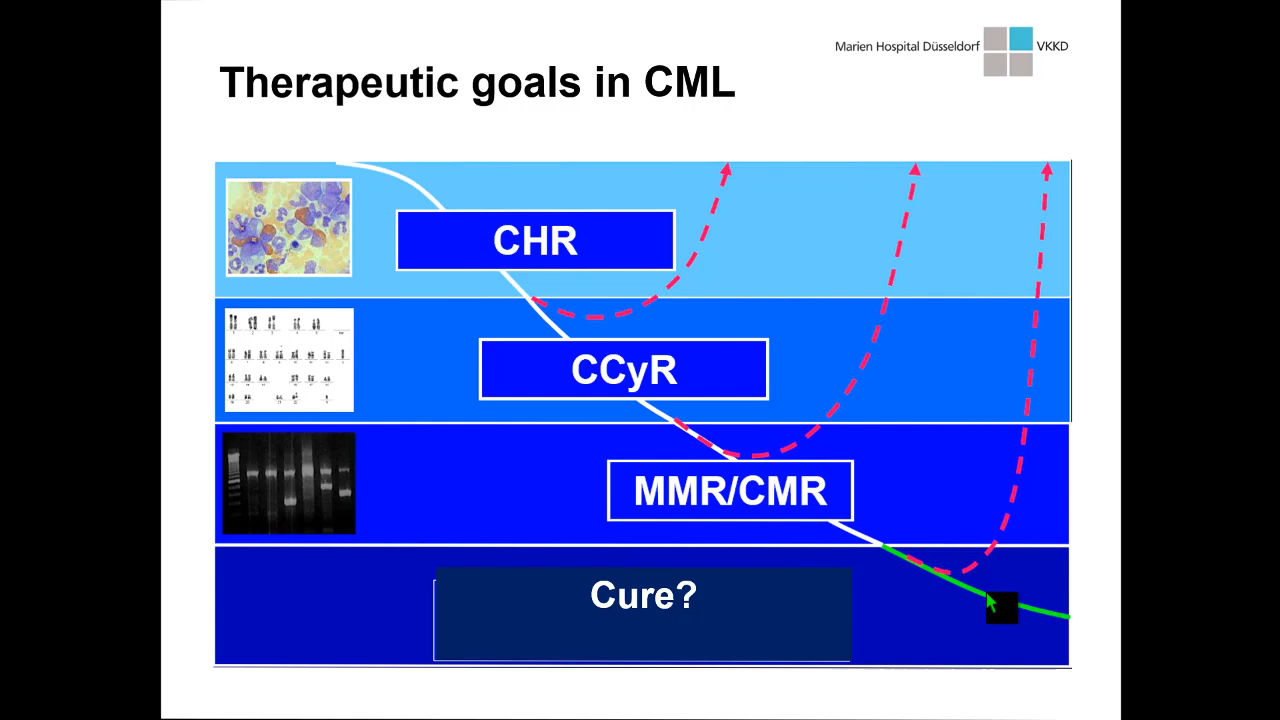 Marien Hospital Düsseldorf VKKD
Therapeutic goals in CML
CHR
CCyR
MMR/CMR
Cure?